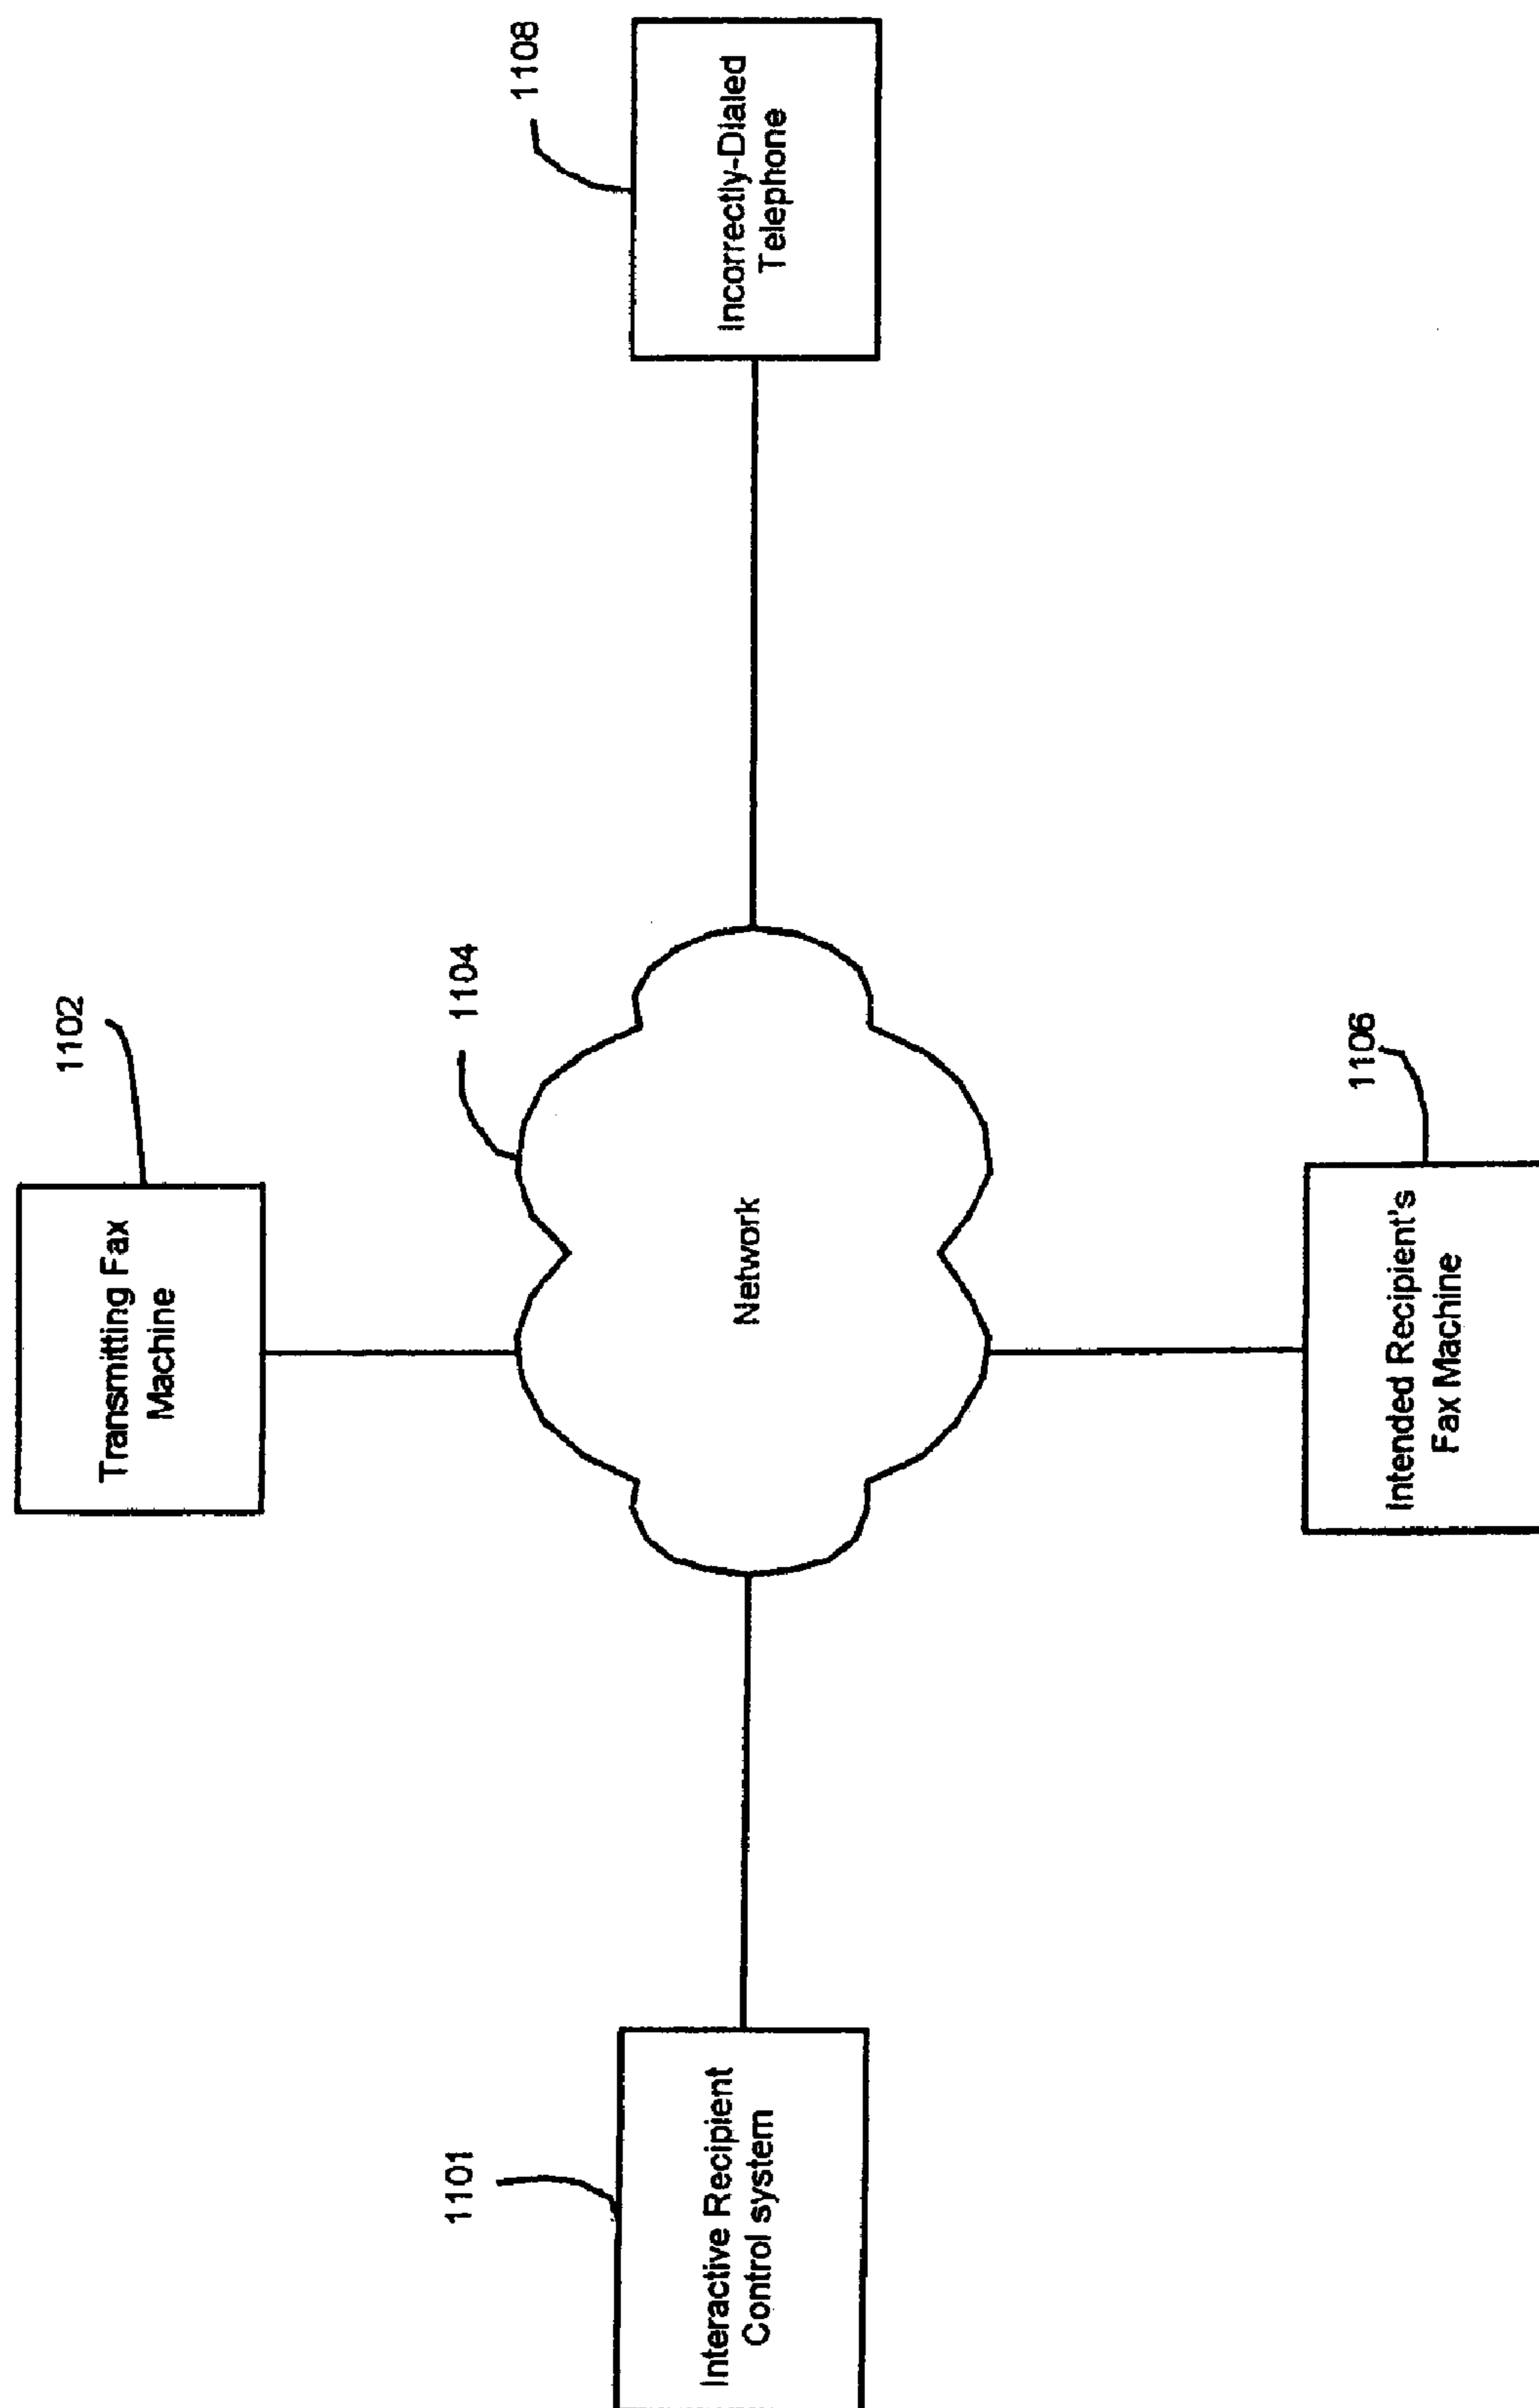 1102
Transmitting Fax
Machine
1104
1108
Incorrectly-Dialed
Telephone
Network
1101
Interactive Recipient
Control system
1106
Intended Recipient's
Fax Machine